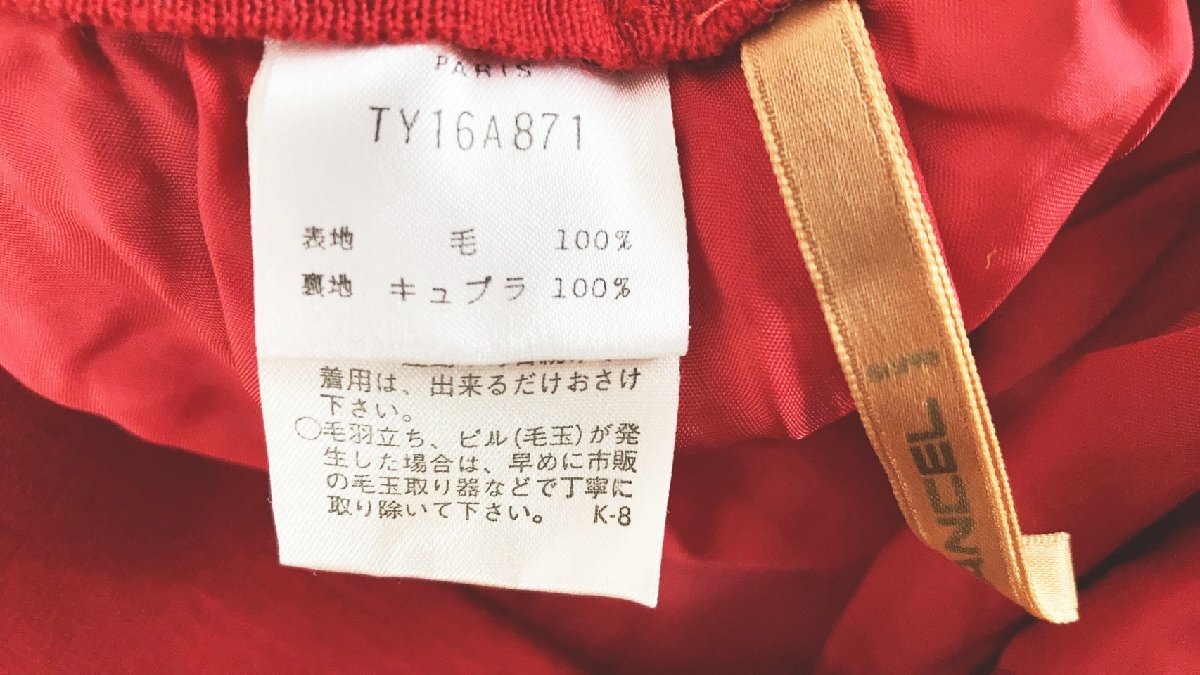 PARIS
TY16A871
表地 毛 100%
裏地 キュプラ 100%
着用は、出来るだけおさけ
下さい。
○毛羽立ち、ピル(毛玉)が発
生した場合は、早めに市販
の毛玉取り器などで丁寧に
取り除いて下さい。 K-8
NCEL